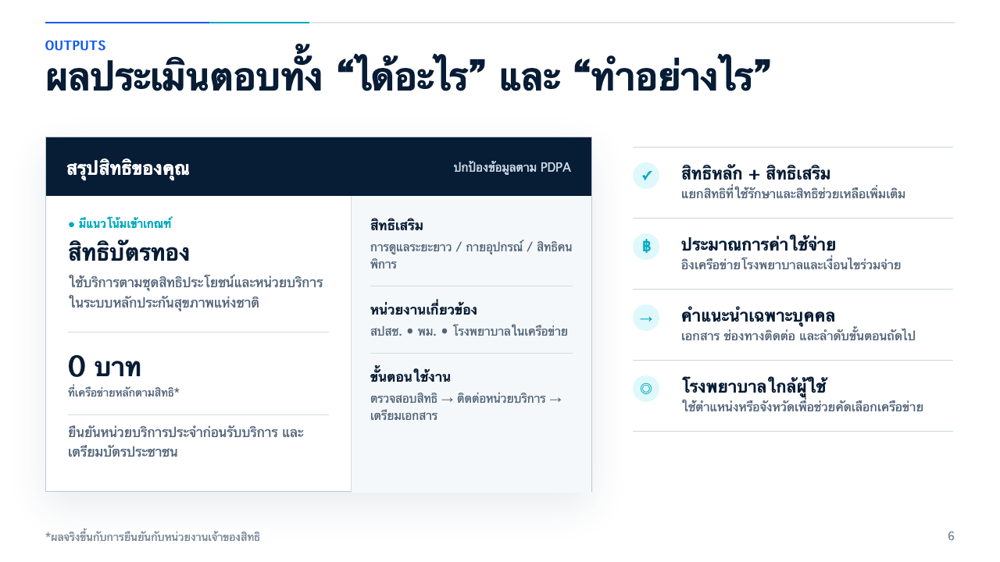 OUTPUTS
ผลประเมินตอบทั้ง “ได้อะไร” และ “ทำอย่างไร”
สรุปสิทธิของคุณ
ปกป้องข้อมูลตาม PDPA
● มีแนวโน้มเข้าเกณฑ์
สิทธิบัตรทอง
ใช้บริการตามชุดสิทธิประโยชน์และหน่วยบริการ
ในระบบหลักประกันสุขภาพแห่งชาติ
0 บาท
ที่เครือข่ายหลักตามสิทธิ*
ยืนยันหน่วยบริการประจำก่อนรับบริการ และ
เตรียมบัตรประชาชน
สิทธิเสริม
การดูแลระยะยาว / กายอุปกรณ์ / สิทธิคน
พิการ
หน่วยงานเกี่ยวข้อง
สปสช. • พม. • โรงพยาบาลในเครือข่าย
ขั้นตอนใช้งาน
ตรวจสอบสิทธิ → ติดต่อหน่วยบริการ →
เตรียมเอกสาร
✓
สิทธิหลัก + สิทธิเสริม
แยกสิทธิที่ใช้รักษาและสิทธิช่วยเหลือเพิ่มเติม
฿
ประมาณการค่าใช้จ่าย
อิงเครือข่ายโรงพยาบาลและเงื่อนไขร่วมจ่าย
→
คำแนะนำเฉพาะบุคคล
เอกสาร ช่องทางติดต่อ และลำดับขั้นตอนถัดไป
◎
โรงพยาบาลใกล้ผู้ใช้
ใช้ตำแหน่งหรือจังหวัดเพื่อช่วยคัดเลือกเครือข่าย
*ผลจริงขึ้นกับการยืนยันกับหน่วยงานเจ้าของสิทธิ
6